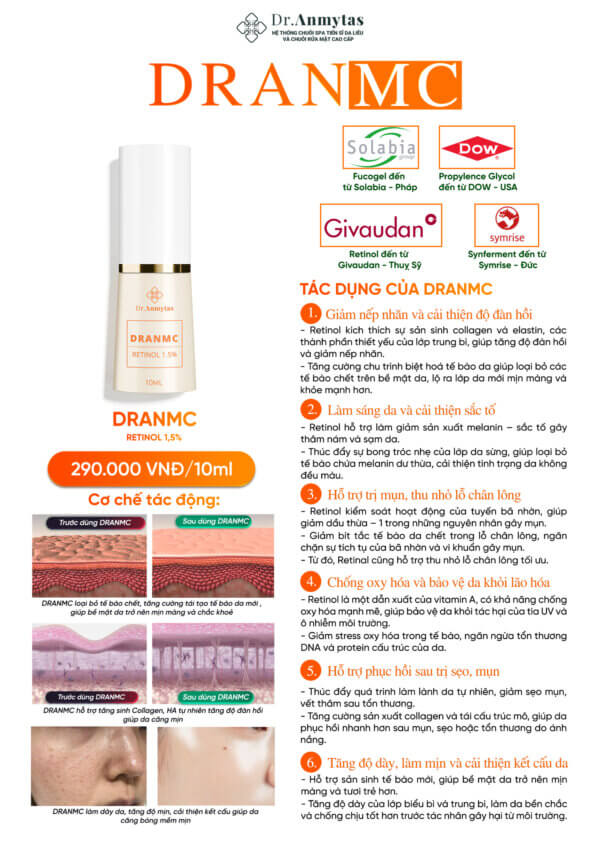 Dr.Anmytas
HỆ THỐNG CHUỖI SPA TIẾN SĨ DA LIỄU
VÀ CHUỖI RỬA MẶT CAO CẤP
DRANMC
Dr.Anmytas
DRANMC
RETINOL 1.5%
10ML
DRANMC
RETINOL 1,5%
290.000 VNĐ/10ml
Cơ chế tác động:
Trước dùng DRANMC
Sau dùng DRANMC
DRANMC loại bỏ tế bào chết, tăng cường tái tạo tế bào da mới ,
giúp bề mặt da trở nên mịn màng và chắc khoẻ
Trước dùng DRANMC
Sau dùng DRANMC
DRANMC hỗ trợ tăng sinh Collagen, HA tự nhiên tăng độ đàn hồi
giúp da căng mịn
DRANMC làm dày da, tăng độ mịn, cải thiện kết cấu giúp da
căng bóng mềm mịn
Solabia
group
Fucogel đến
từ Solabia - Pháp
DOW
Propylence Glycol
đến từ DOW - USA
Givaudan
Retinol đến từ
Givaudan - Thuỵ Sỹ
symrise
Synferment đến từ
Symrise - Đức
TÁC DỤNG CỦA DRANMC
1. Giảm nếp nhăn và cải thiện độ đàn hồi
- Retinol kích thích sự sản sinh collagen và elastin, các
thành phần thiết yếu của lớp trung bì, giúp tăng độ đàn hồi
và giảm nếp nhăn.
- Tăng cường chu trình biệt hoá tế bào da giúp loại bỏ các
tế bào chết trên bề mặt da, lộ ra lớp da mới mịn màng và
khỏe mạnh hơn.
2. Làm sáng da và cải thiện sắc tố
- Retinol hỗ trợ làm giảm sản xuất melanin – sắc tố gây
thâm nám và sạm da.
- Thúc đẩy sự bong tróc nhẹ của lớp da sừng, giúp loại bỏ
tế bào chứa melanin dư thừa, cải thiện tình trạng da không
đều màu.
3. Hỗ trợ trị mụn, thu nhỏ lỗ chân lông
- Retinol kiểm soát hoạt động của tuyến bã nhờn, giúp
giảm dầu thừa – 1 trong những nguyên nhân gây mụn.
- Giảm bít tắc tế bào da chết trong lỗ chân lông, ngăn
chặn sự tích tụ của bã nhờn và vi khuẩn gây mụn.
- Từ đó, Retinol cũng hỗ trợ thu nhỏ lỗ chân lông tối ưu.
4. Chống oxy hóa và bảo vệ da khỏi lão hóa
- Retinol là một dẫn xuất của vitamin A, có khả năng chống
oxy hóa mạnh mẽ, giúp bảo vệ da khỏi tác hại của tia UV và
ô nhiễm môi trường.
- Giảm stress oxy hóa trong tế bào, ngăn ngừa tổn thương
DNA và protein cấu trúc của da.
5. Hỗ trợ phục hồi sau trị sẹo, mụn
- Thúc đẩy quá trình làm lành da tự nhiên, giảm sẹo mụn,
vết thâm sau tổn thương.
- Tăng cường sản xuất collagen và tái cấu trúc mô, giúp da
phục hồi nhanh hơn sau mụn, sẹo hoặc tổn thương do ánh
nắng.
6. Tăng độ dày, làm mịn và cải thiện kết cấu da
- Hỗ trợ sản sinh tế bào mới, giúp bề mặt da trở nên mịn
màng và tươi trẻ hơn.
- Tăng độ dày của lớp biểu bì và trung bì, làm da bền chắc
và chống chịu tốt hơn trước tác nhân gây hại từ môi trường.